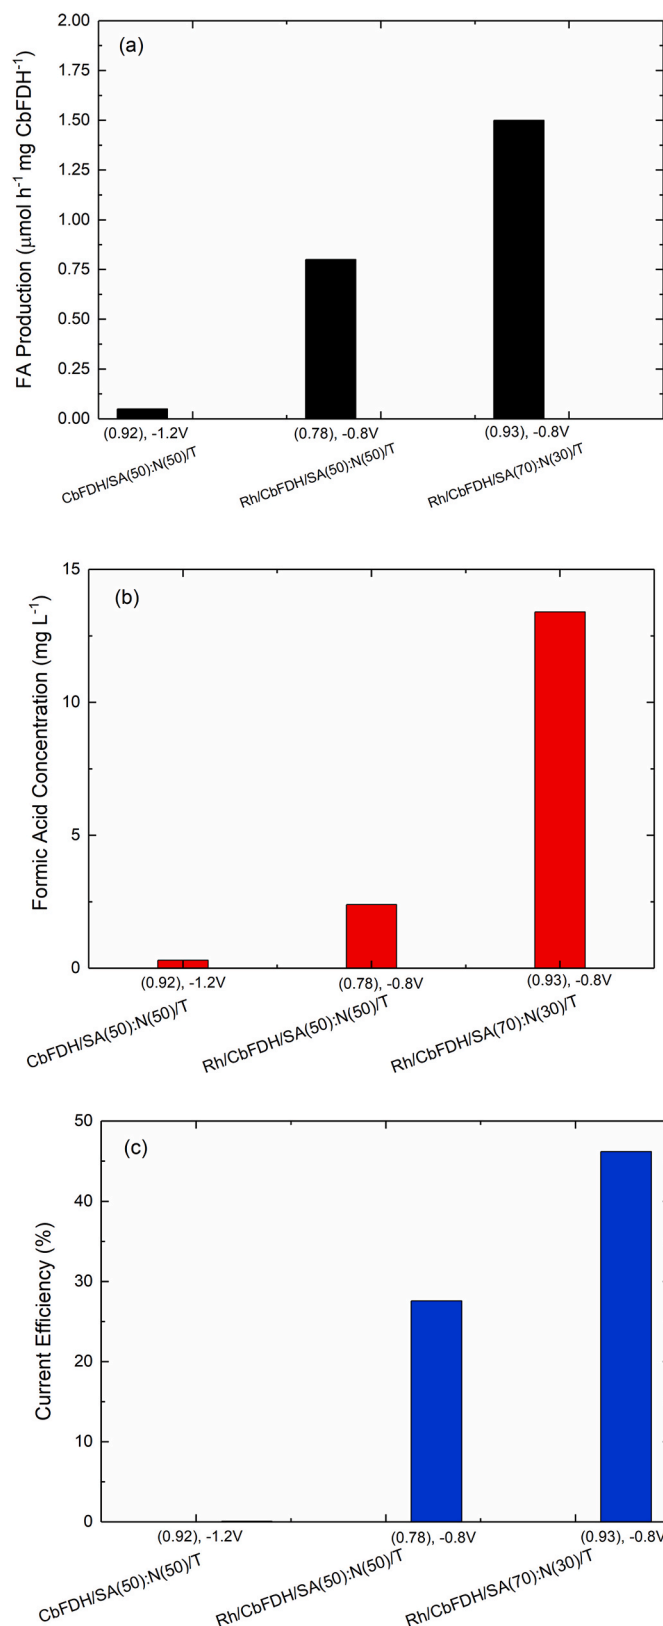 (a)
FA Production (μmol h⁻¹ mg CbFDH⁻¹)
2.00
1.75
1.50
1.25
1.00
0.75
0.50
0.25
0.00
(0.92), -1.2V
(0.78), -0.8V
(0.93), -0.8V
CbFDH/SA(50):N(50)/T
Rh/CbFDH/SA(50):N(50)/T
Rh/CbFDH/SA(70):N(30)/T
(b)
Formic Acid Concentration (mg L⁻¹)
15
10
5
0
(0.92), -1.2V
(0.78), -0.8V
(0.93), -0.8V
CbFDH/SA(50):N(50)/T
Rh/CbFDH/SA(50):N(50)/T
Rh/CbFDH/SA(70):N(30)/T
(c)
Current Efficiency (%)
50
40
30
20
10
0
(0.92), -1.2V
(0.78), -0.8V
(0.93), -0.8V
CbFDH/SA(50):N(50)/T
Rh/CbFDH/SA(50):N(50)/T
Rh/CbFDH/SA(70):N(30)/T